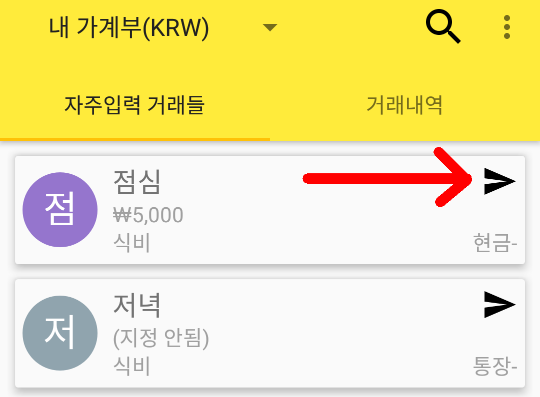 내 가계부(KRW)
자주입력 거래들 거래내역
점 점심
₩5,000
식비 현금-
저 저녁
(지정 안됨)
식비 통장-